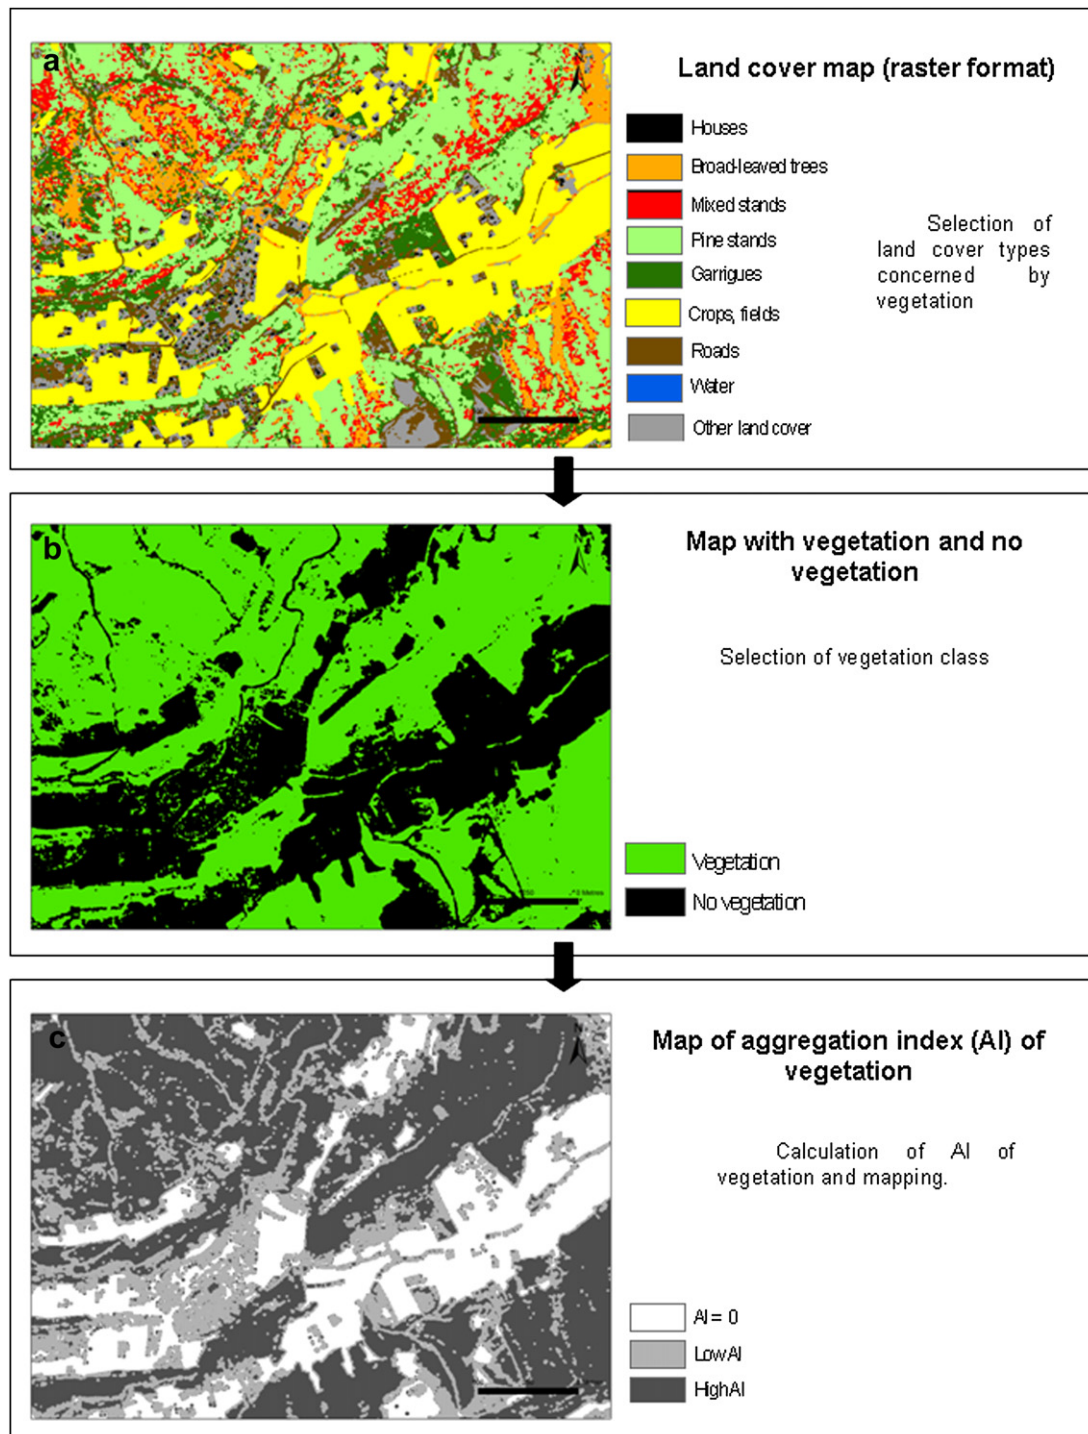 a
Land cover map (raster format)
Houses
Broad-leaved trees
Mixed stands
Pine stands
Garrigues
Crops, fields
Roads
Water
Other land cover
Selection of
land cover types
concerned by
vegetation
b
Map with vegetation and no
vegetation
Selection of vegetation class
Vegetation
No vegetation
c
Map of aggregation index (AI) of
vegetation
Calculation of AI of
vegetation and mapping.
AI = 0
Low AI
High AI